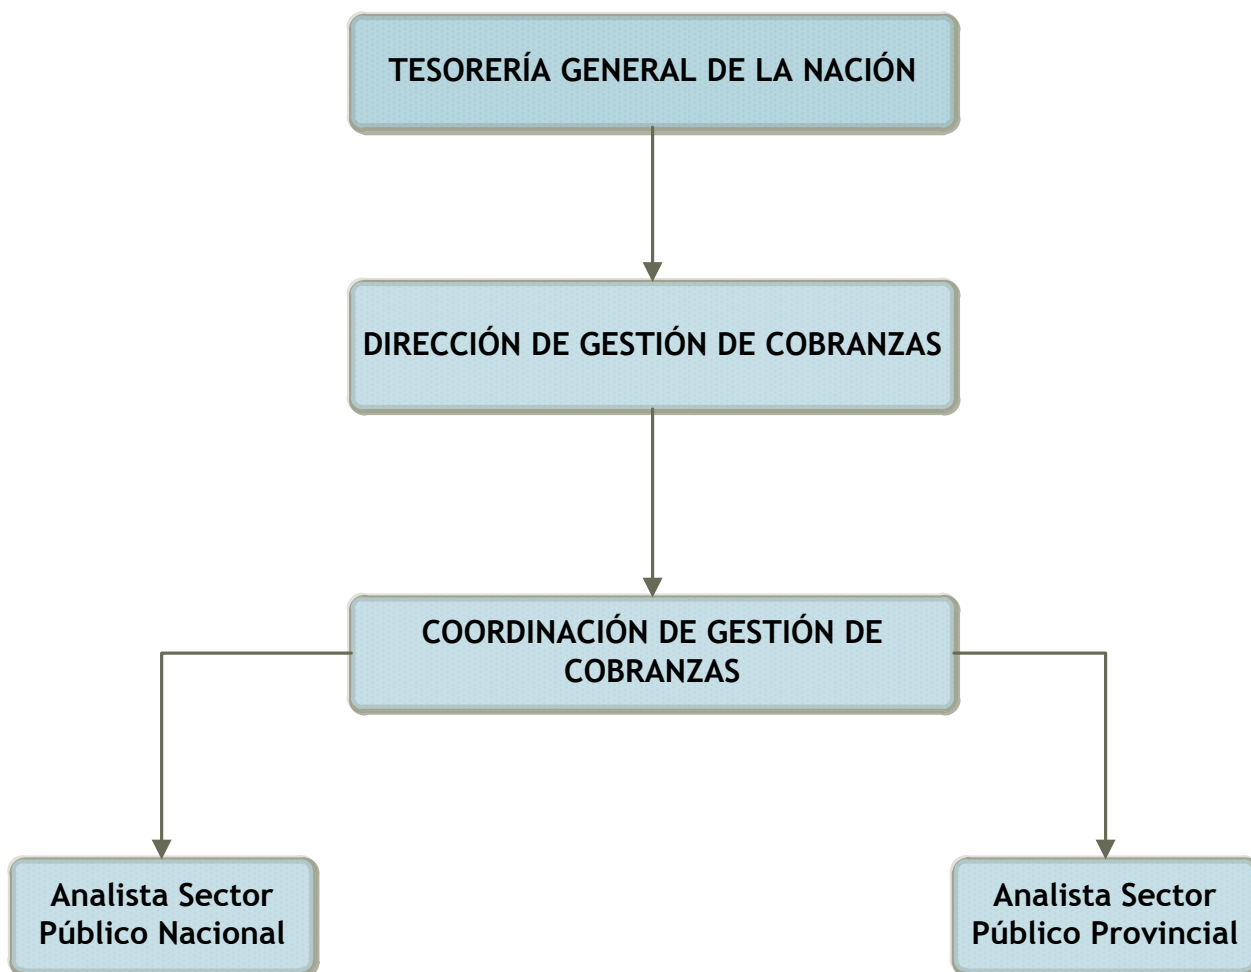 TESORERÍA GENERAL DE LA NACIÓN
DIRECCIÓN DE GESTIÓN DE COBRANZAS
COORDINACIÓN DE GESTIÓN DE
COBRANZAS
Analista Sector
Público Nacional
Analista Sector
Público Provincial